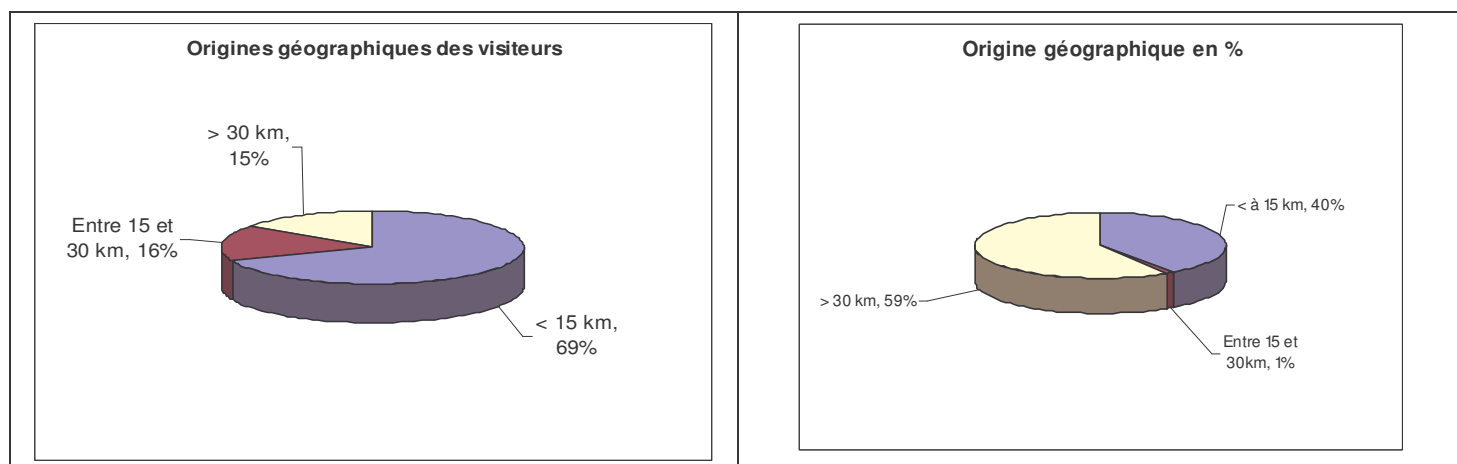 Origines géographiques des visiteurs
> 30 km,
15%
Entre 15 et
30 km, 16%
< 15 km,
69%
Origine géographique en %
< à 15 km, 40%
> 30 km, 59%
Entre 15 et
30km, 1%